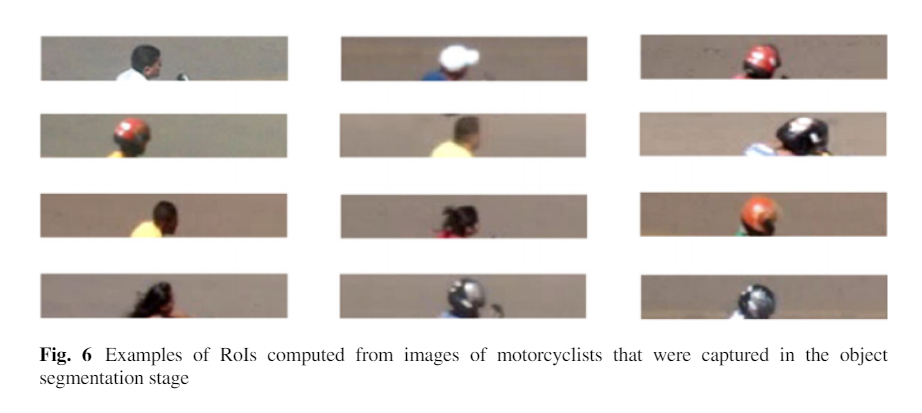 Fig. 6 Examples of RoIs computed from images of motorcyclists that were captured in the object
segmentation stage